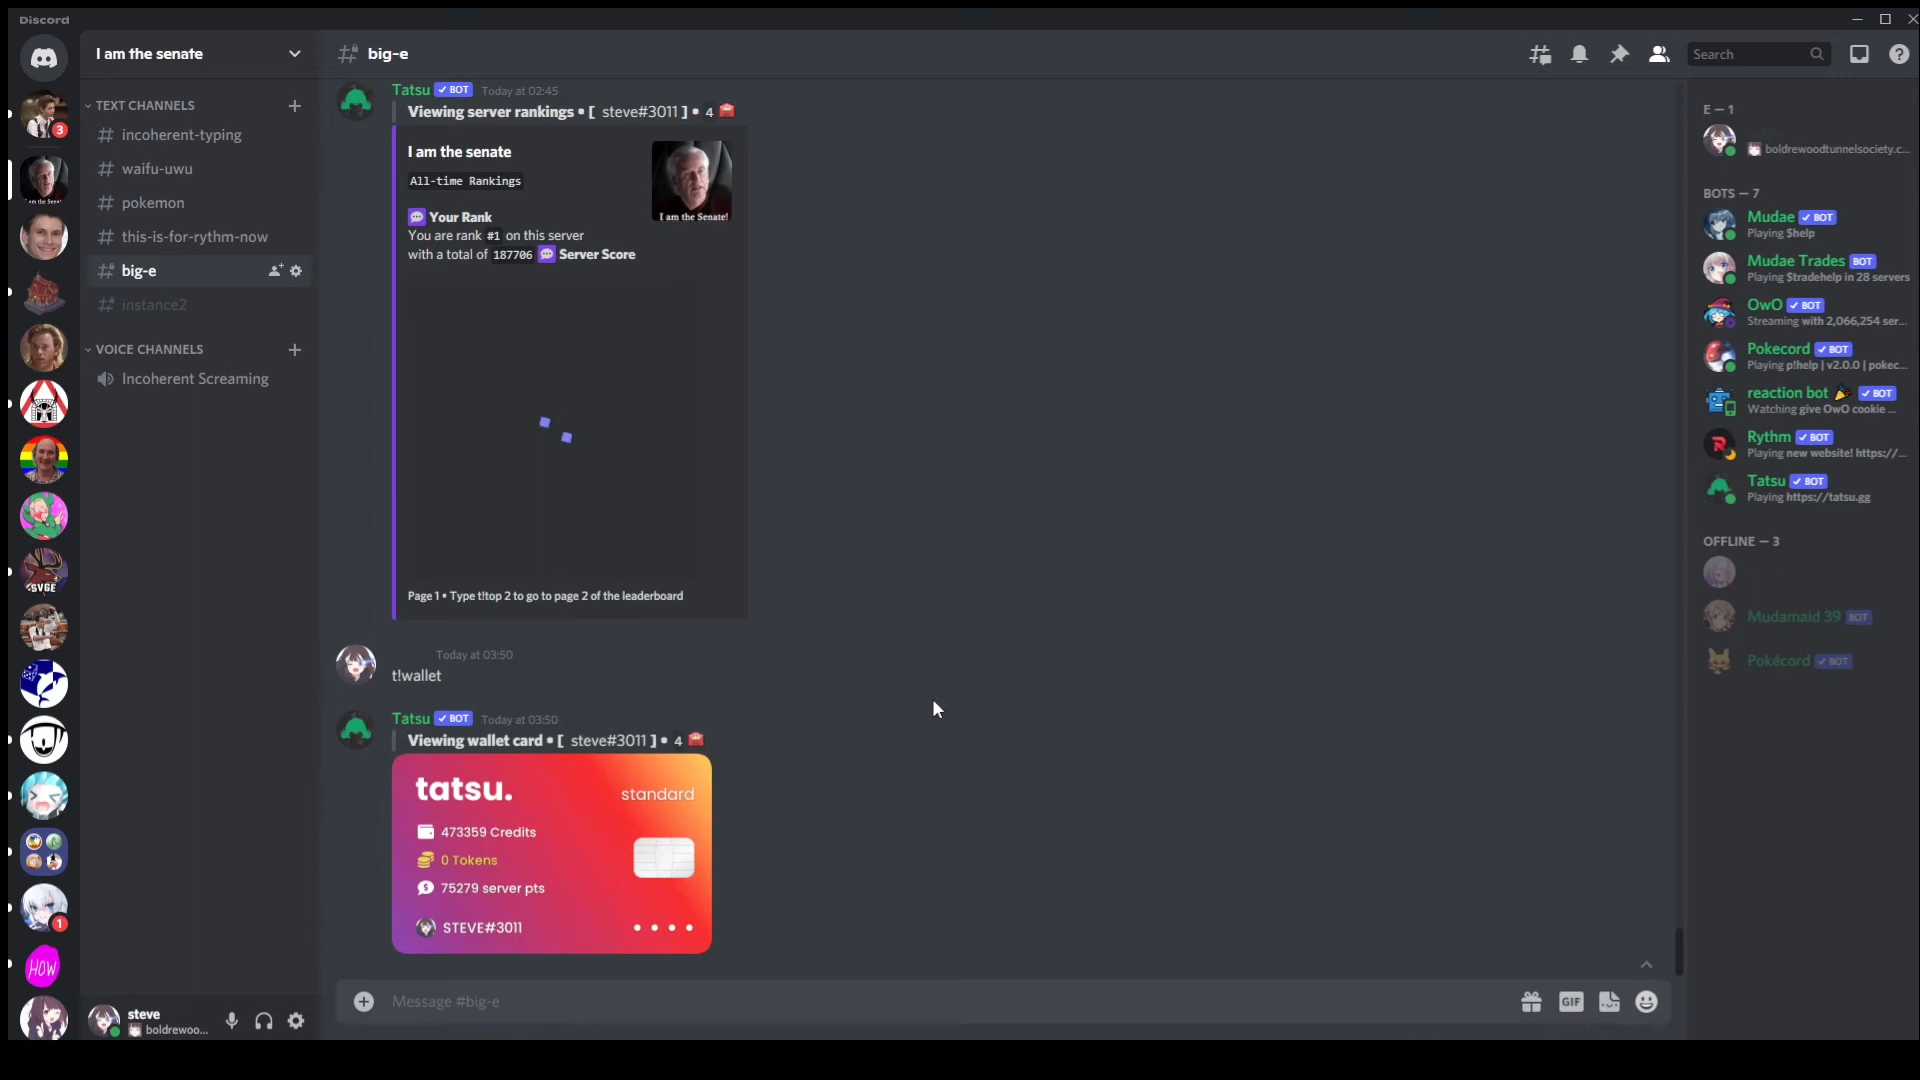 Discord
I am the senate
big-e
Search
TEXT CHANNELS
incoherent-typing
waifu-uwu
pokemon
this-is-for-rythm-now
big-e
instance2
VOICE CHANNELS
Incoherent Screaming
3
I am the Senate!
SVGE
1
HOW
steve
boldrewoo...
Tatsu ✓ BOT Today at 02:45
Viewing server rankings • [ steve#3011 ] • 4
I am the senate
All-time Rankings
I am the Senate!
Your Rank
You are rank #1 on this server
with a total of 187706 Server Score
Page 1 • Type t!top 2 to go to page 2 of the leaderboard
Today at 03:50
t!wallet
Tatsu ✓ BOT Today at 03:50
Viewing wallet card • [ steve#3011 ] • 4
tatsu.
standard
473359 Credits
0 Tokens
75279 server pts
STEVE#3011
Message #big-e
GIF
E — 1
boldrewoodtunnelsociety.c...
BOTS — 7
Mudae ✓ BOT
Playing $help
Mudae Trades BOT
Playing $tradehelp in 28 servers
OwO ✓ BOT
Streaming with 2,066,254 ser...
Pokecord ✓ BOT
Playing p!help | v2.0.0 | pokec...
reaction bot 🎉 ✓ BOT
Watching give OwO cookie ...
Rythm ✓ BOT
Playing new website! https://...
Tatsu ✓ BOT
Playing https://tatsu.gg
OFFLINE — 3
Mudamaid 39 BOT
Pokécord ✓ BOT